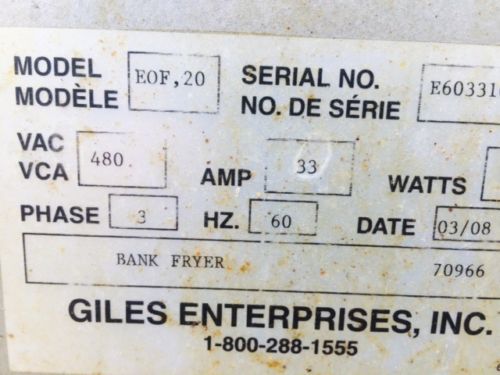 MODEL EOF,20 SERIAL NO.
MODÈLE NO. DE SÉRIE
VAC 480 AMP 33 WATTS
VCA
PHASE 3 HZ. 60 DATE 03/08
BANK FRYER 70966
GILES ENTERPRISES, INC.
1-800-288-1555